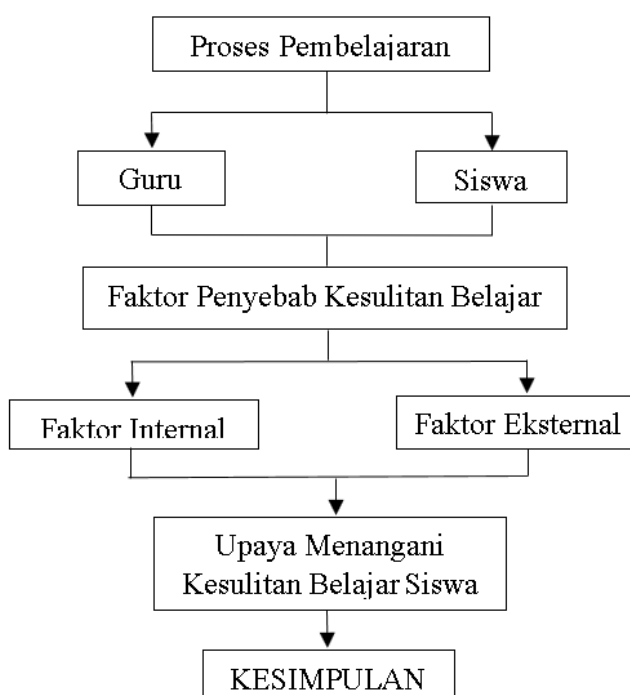 Proses Pembelajaran
Guru
Siswa
Faktor Penyebab Kesulitan Belajar
Faktor Internal
Faktor Eksternal
Upaya Menangani
Kesulitan Belajar Siswa
KESIMPULAN